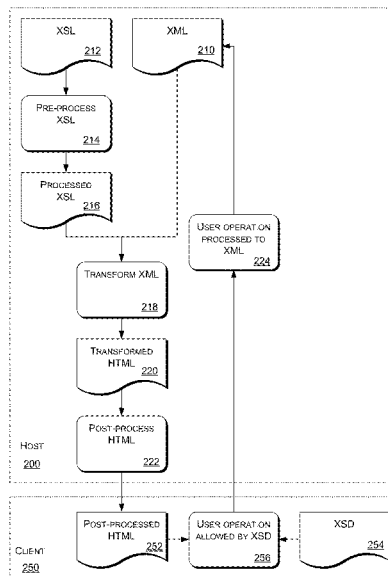 XSL
212
XML
210
PRE-PROCESS
XSL
214
PROCESSED
XSL
216
USER OPERATION
PROCESSED TO
XML
224
TRANSFORM XML
218
TRANSFORMED
HTML
220
POST-PROCESS
HTML
222
HOST
200
POST-PROCESSED
HTML
252
USER OPERATION
ALLOWED BY XSD
256
XSD
254
CLIENT
250